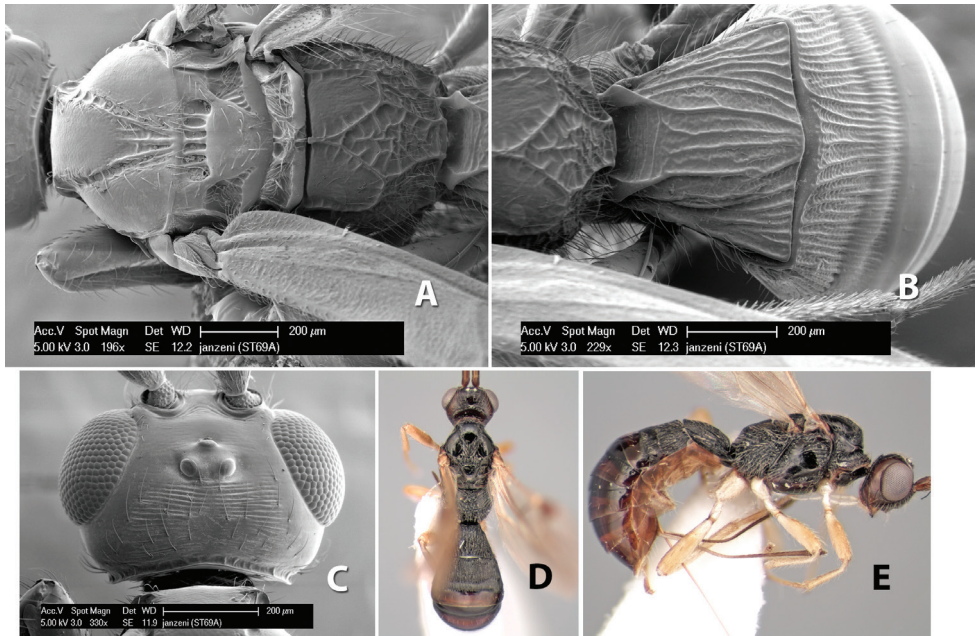 A
Acc.V Spot Magn Det WD 200 µm
5.00 kV 3.0 196x SE 12.2 janzeni (ST69A)
B
Acc.V Spot Magn Det WD 200 µm
5.00 kV 3.0 229x SE 12.3 janzeni (ST69A)
C
Acc.V Spot Magn Det WD 200 µm
5.00 kV 3.0 330x SE 11.9 janzeni (ST69A)
D
E